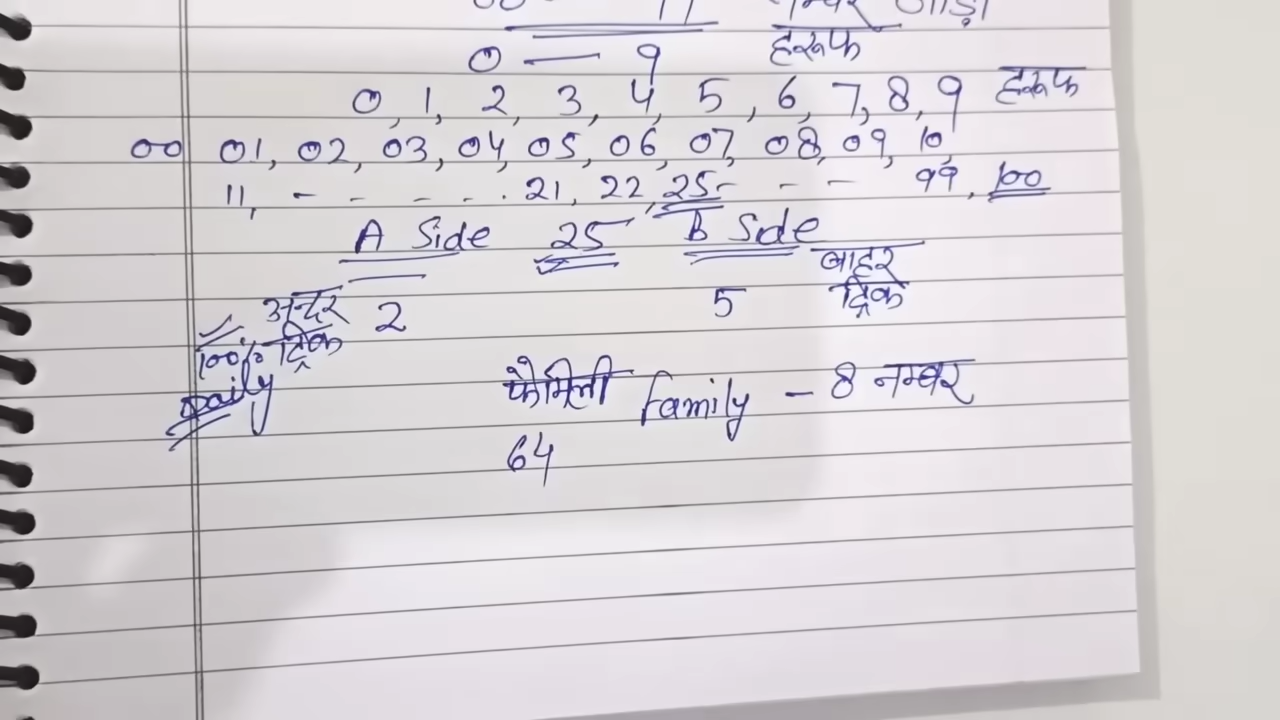 0 — 9 हरूफ
0, 1, 2, 3, 4, 5, 6, 7, 8, 9 हरूफ
00 01, 02, 03, 04, 05, 06, 07, 08, 09, 10,
11, - - - - . 21, 22, 25- - - 99, 100
A Side 25 B Side
बाहर
अन्दर 2 5 ट्रिक
100% ट्रिक
Daily
फैमिली family - 8 नम्बर
64